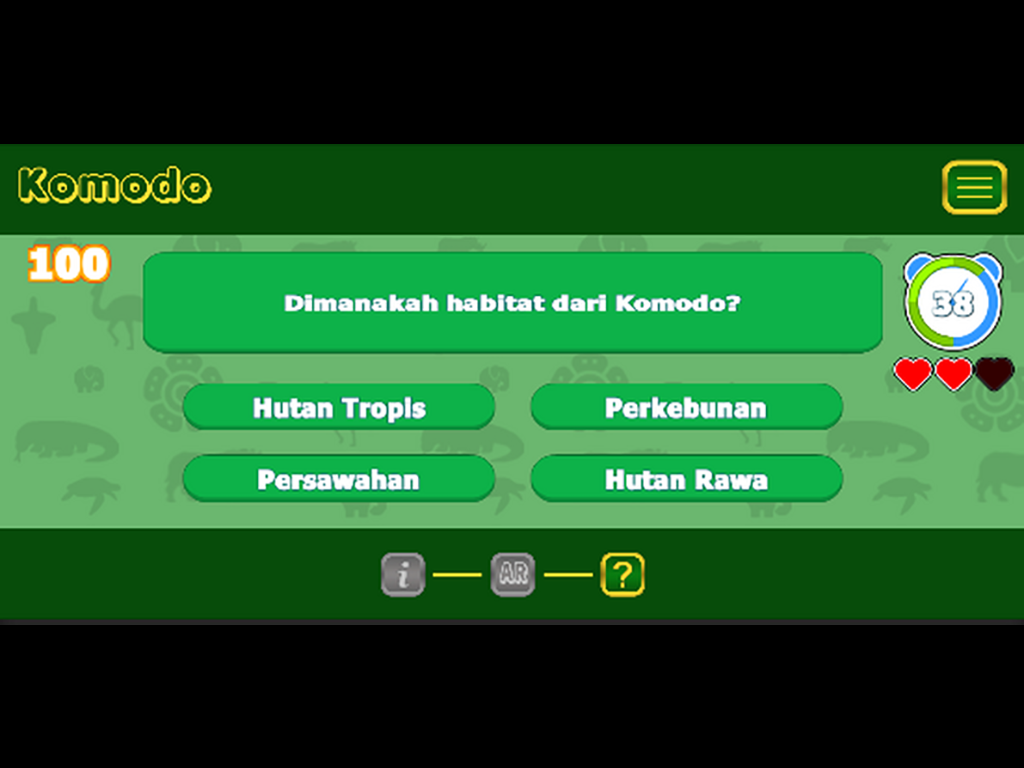 Komodo
100
Dimanakah habitat dari Komodo?
38
Hutan Tropis
Perkebunan
Persawahan
Hutan Rawa
i
AR
?